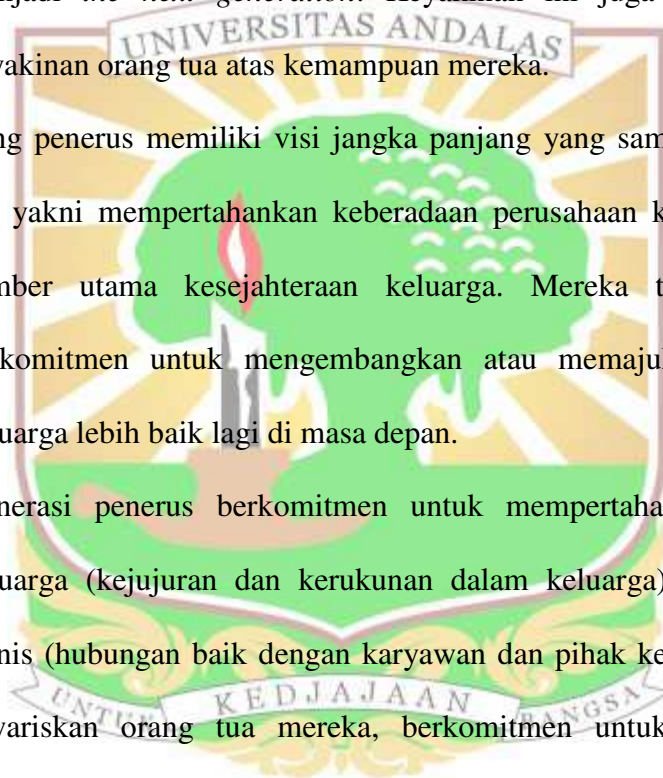 the next generation. Keyakinan ini juga
UNIVERSITAS ANDALAS
yakinan orang tua atas kemampuan mereka.
ng penerus memiliki visi jangka panjang yang sam
yakni mempertahankan keberadaan perusahaan k
mber utama kesejahteraan keluarga. Mereka t
komitmen untuk mengembangkan atau memaju
uarga lebih baik lagi di masa depan.
nerasi penerus berkomitmen untuk mempertaha
uarga (kejujuran dan kerukunan dalam keluarga)
nis (hubungan baik dengan karyawan dan pihak ke
UNTUK KEDJAJAAN BANGSA
variskan orang tua mereka, berkomitmen untuk